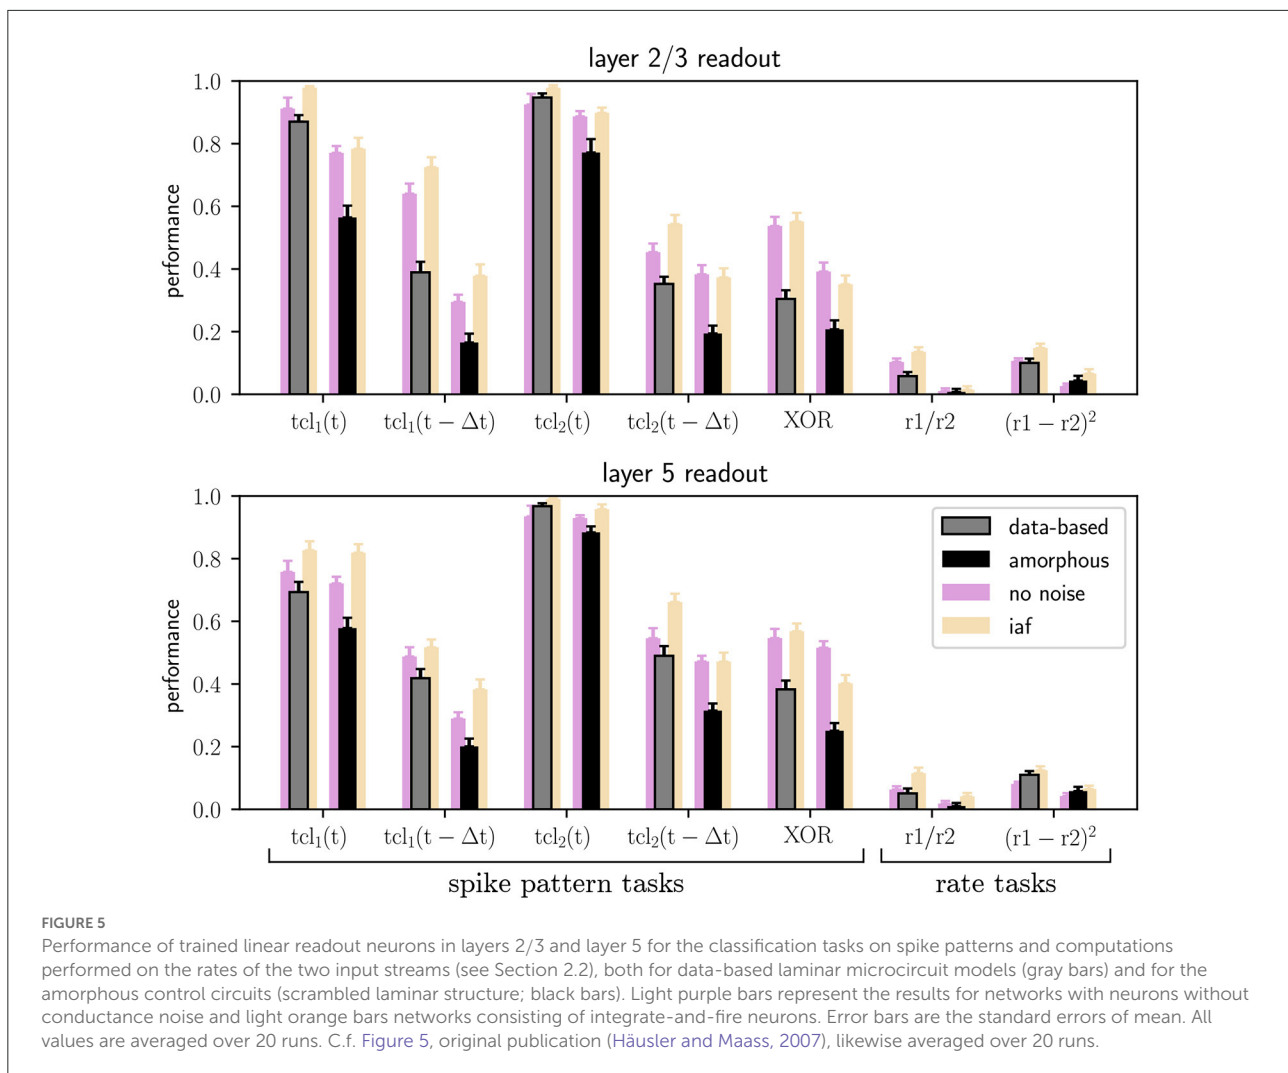 layer 2/3 readout
1.0
0.8
0.6
0.4
0.2
0.0
performance
tcl₁(t) tcl₁(t − Δt) tcl₂(t) tcl₂(t − Δt) XOR r1/r2 (r1 − r2)²
layer 5 readout
1.0
0.8
0.6
0.4
0.2
0.0
performance
data-based
amorphous
no noise
iaf
tcl₁(t) tcl₁(t − Δt) tcl₂(t) tcl₂(t − Δt) XOR r1/r2 (r1 − r2)²
spike pattern tasks rate tasks
FIGURE 5
Performance of trained linear readout neurons in layers 2/3 and layer 5 for the classification tasks on spike patterns and computations
performed on the rates of the two input streams (see Section 2.2), both for data-based laminar microcircuit models (gray bars) and for the
amorphous control circuits (scrambled laminar structure; black bars). Light purple bars represent the results for networks with neurons without
conductance noise and light orange bars networks consisting of integrate-and-fire neurons. Error bars are the standard errors of mean. All
values are averaged over 20 runs. C.f. Figure 5, original publication (Häusler and Maass, 2007), likewise averaged over 20 runs.